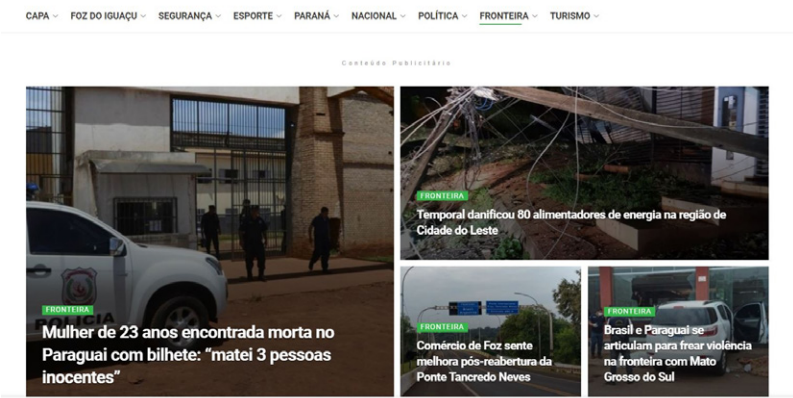 CAPA FOZ DO IGUAÇU SEGURANÇA ESPORTE PARANÁ NACIONAL POLÍTICA FRONTEIRA TURISMO
Conteúdo Publicitário
POLICIA
FRONTEIRA
Mulher de 23 anos encontrada morta no
Paraguai com bilhete: “matei 3 pessoas
inocentes”
FRONTEIRA
Temporal danificou 80 alimentadores de energia na região de
Cidade do Leste
FRONTEIRA
Comércio de Foz sente
melhora pós-reabertura da
Ponte Tancredo Neves
FRONTEIRA
Brasil e Paraguai se
articulam para frear violência
na fronteira com Mato
Grosso do Sul